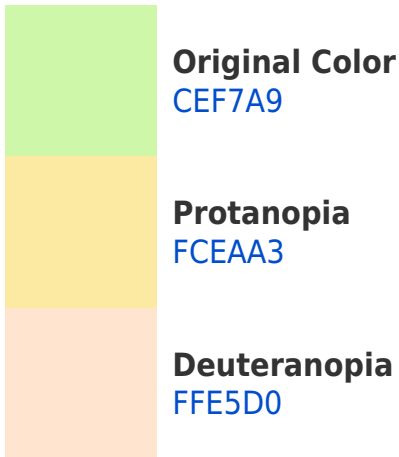 Original Color
CEF7A9
Protanopia
FCEAA3
Deuteranopia
FFE5D0